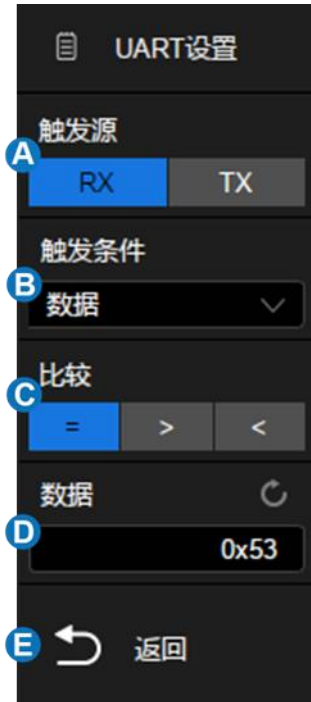 UART设置
触发源
A
RX TX
触发条件
B
数据
比较
C
= > <
数据
D
0x53
E 返回